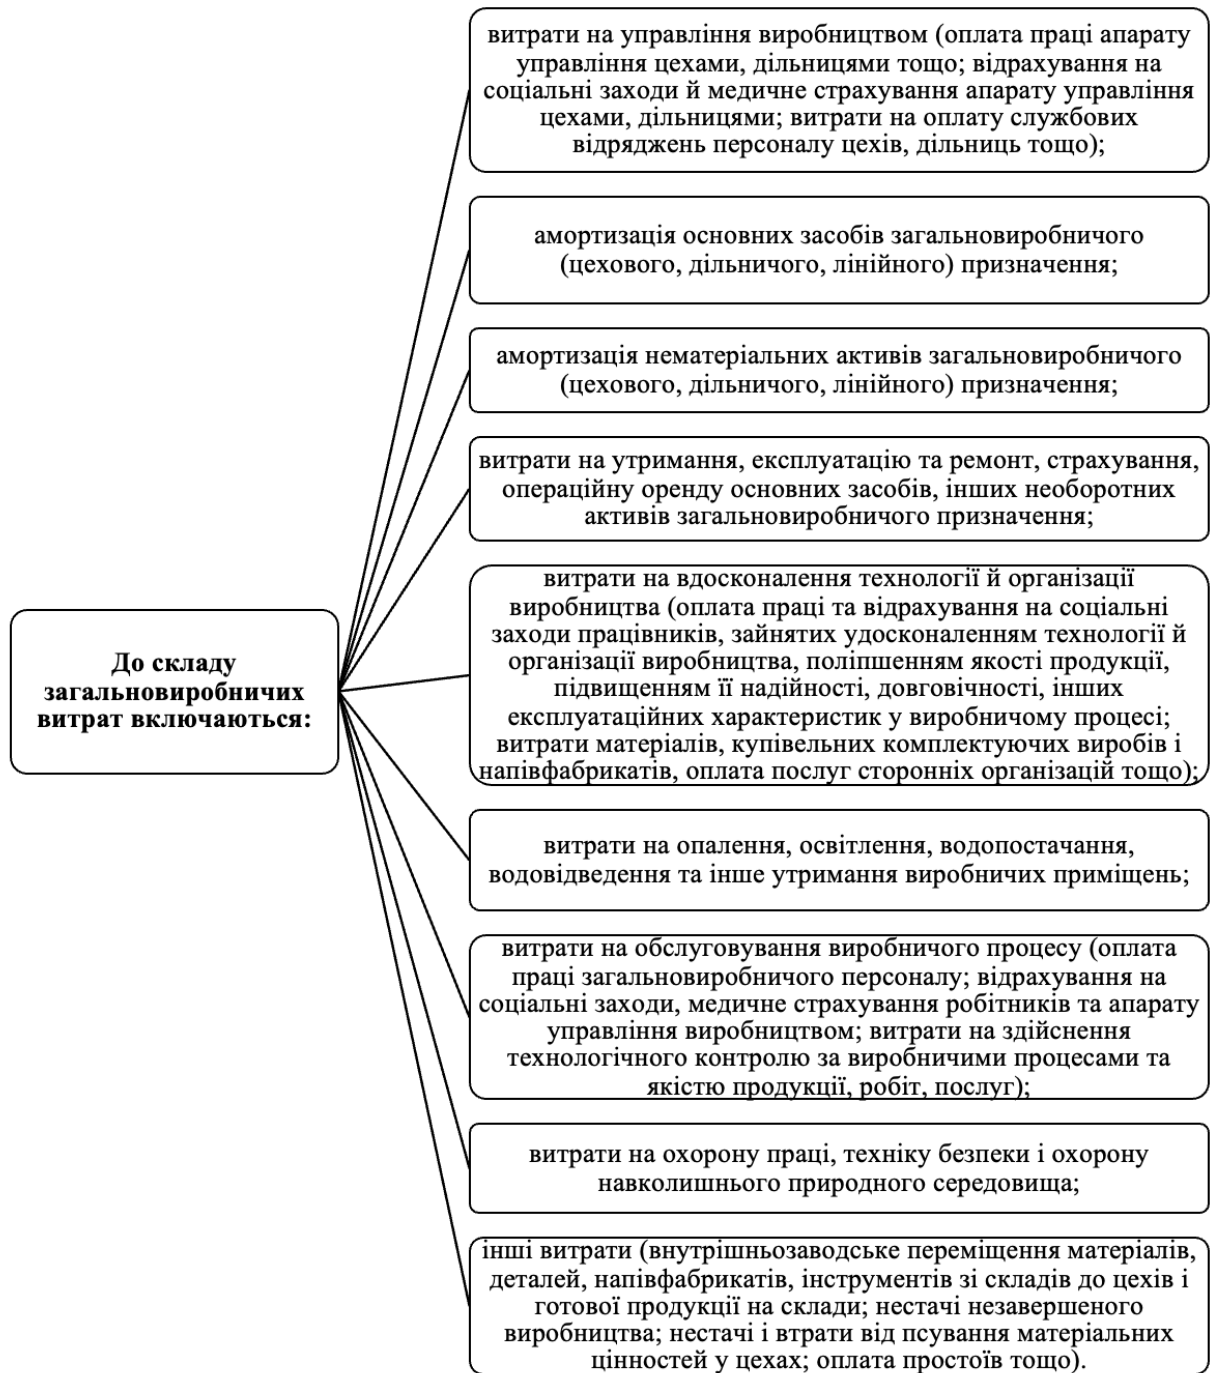 витрати на управління виробництвом (оплата праці апарату
управління цехами, дільницями тощо; відрахування на
соціальні заходи й медичне страхування апарату управління
цехами, дільницями; витрати на оплату службових
відряджень персоналу цехів, дільниць тощо);
амортизація основних засобів загальновиробничого
(цехового, дільничого, лінійного) призначення;
амортизація нематеріальних активів загальновиробничого
(цехового, дільничого, лінійного) призначення;
витрати на утримання, експлуатацію та ремонт, страхування,
операційну оренду основних засобів, інших необоротних
активів загальновиробничого призначення;
До складу
загальновиробничих
витрат включаються:
витрати на вдосконалення технології й організації
виробництва (оплата праці та відрахування на соціальні
заходи працівників, зайнятих удосконаленням технології й
організації виробництва, поліпшенням якості продукції,
підвищенням її надійності, довговічності, інших
експлуатаційних характеристик у виробничому процесі;
витрати матеріалів, купівельних комплектуючих виробів і
напівфабрикатів, оплата послуг сторонніх організацій тощо);
витрати на опалення, освітлення, водопостачання,
водовідведення та інше утримання виробничих приміщень;
витрати на обслуговування виробничого процесу (оплата
праці загальновиробничого персоналу; відрахування на
соціальні заходи, медичне страхування робітників та апарату
управління виробництвом; витрати на здійснення
технологічного контролю за виробничими процесами та
якістю продукції, робіт, послуг);
витрати на охорону праці, техніку безпеки і охорону
навколишнього природного середовища;
інші витрати (внутрішньозаводське переміщення матеріалів,
деталей, напівфабрикатів, інструментів зі складів до цехів і
готової продукції на склади; нестачі незавершеного
виробництва; нестачі і втрати від псування матеріальних
цінностей у цехах; оплата простоїв тощо).